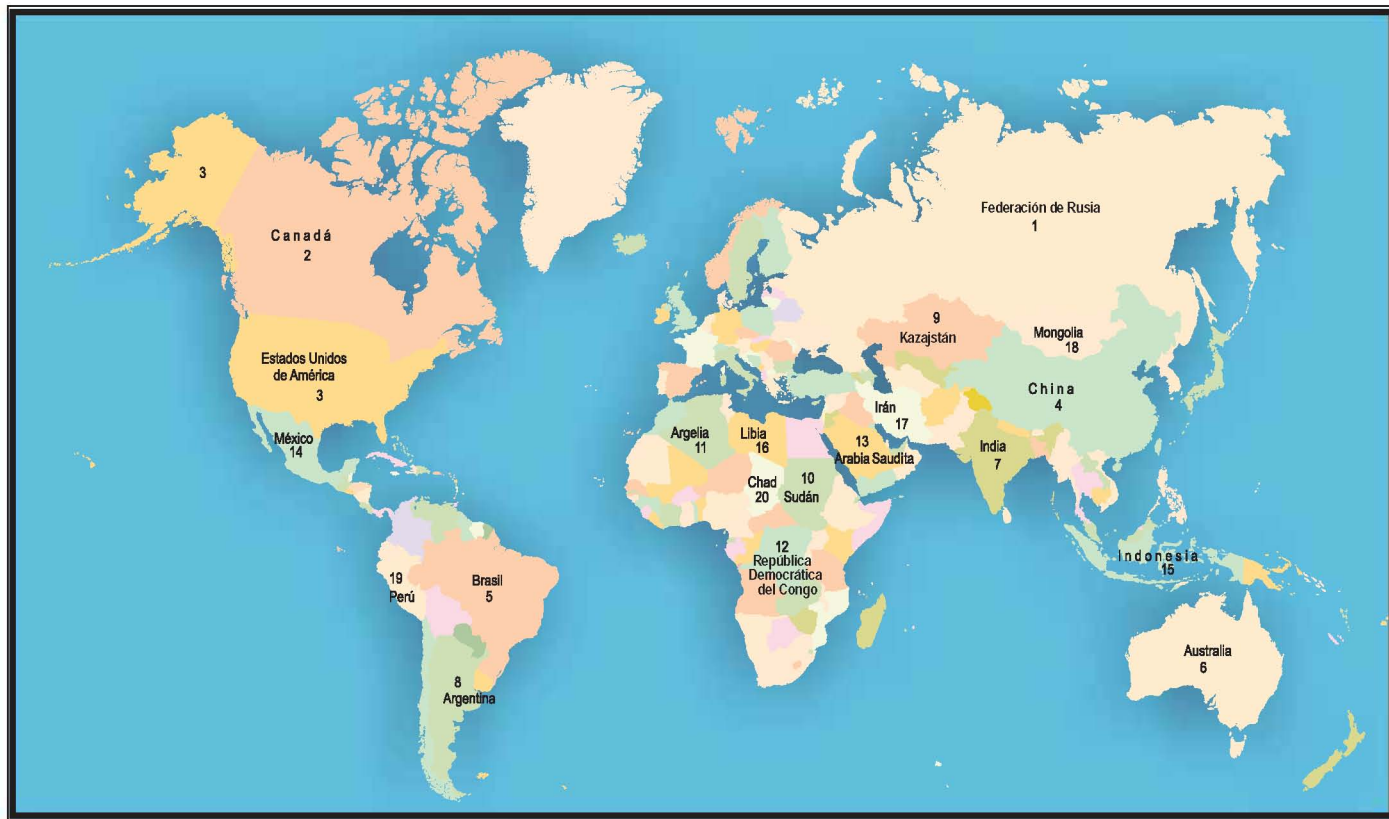 3
Canadá
2
Estados Unidos
de América
3
México
14
19
Perú
Brasil
5
8
Argentina
Federación de Rusia
1
9
Kazajstán
Mongolia
18
China
4
Irán
17
India
7
13
Arabia Saudita
Argelia
11
Libia
16
Chad
20
10
Sudán
12
República
Democrática
del Congo
Indonesia
15
Australia
6